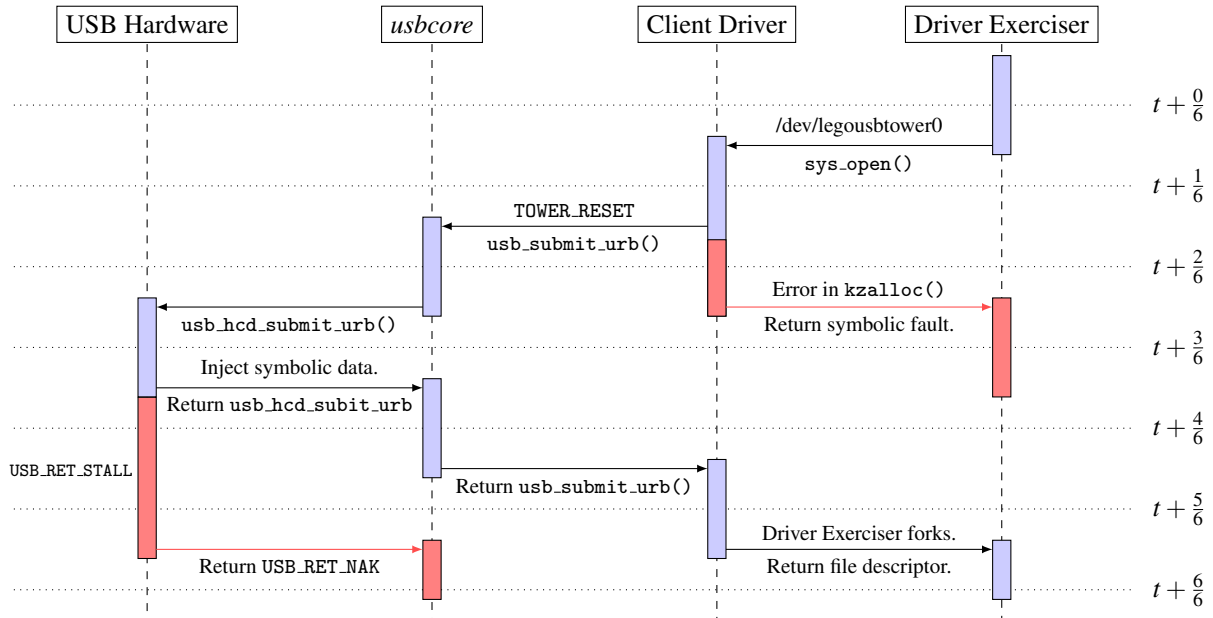 USB Hardware
usbcore
Client Driver
Driver Exerciser
t + 0/6
/dev/legousbtower0
sys_open()
t + 1/6
TOWER_RESET
usb_submit_urb()
t + 2/6
Error in kzalloc()
usb_hcd_submit_urb()
Return symbolic fault.
t + 3/6
Inject symbolic data.
Return usb_hcd_subit_urb
t + 4/6
USB_RET_STALL
Return usb_submit_urb()
t + 5/6
Driver Exerciser forks.
Return USB_RET_NAK
Return file descriptor.
t + 6/6